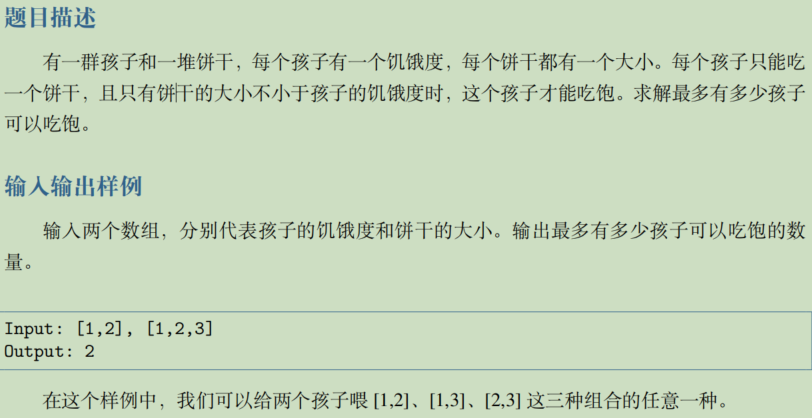 题目描述
有一群孩子和一堆饼干，每个孩子有一个饥饿度，每个饼干都有一个大小。每个孩子只能吃
一个饼干，且只有饼干的大小不小于孩子的饥饿度时，这个孩子才能吃饱。求解最多有多少孩子
可以吃饱。
输入输出样例
输入两个数组，分别代表孩子的饥饿度和饼干的大小。输出最多有多少孩子可以吃饱的数
量。
Input: [1,2], [1,2,3]
Output: 2
在这个样例中，我们可以给两个孩子喂 [1,2]、[1,3]、[2,3] 这三种组合的任意一种。